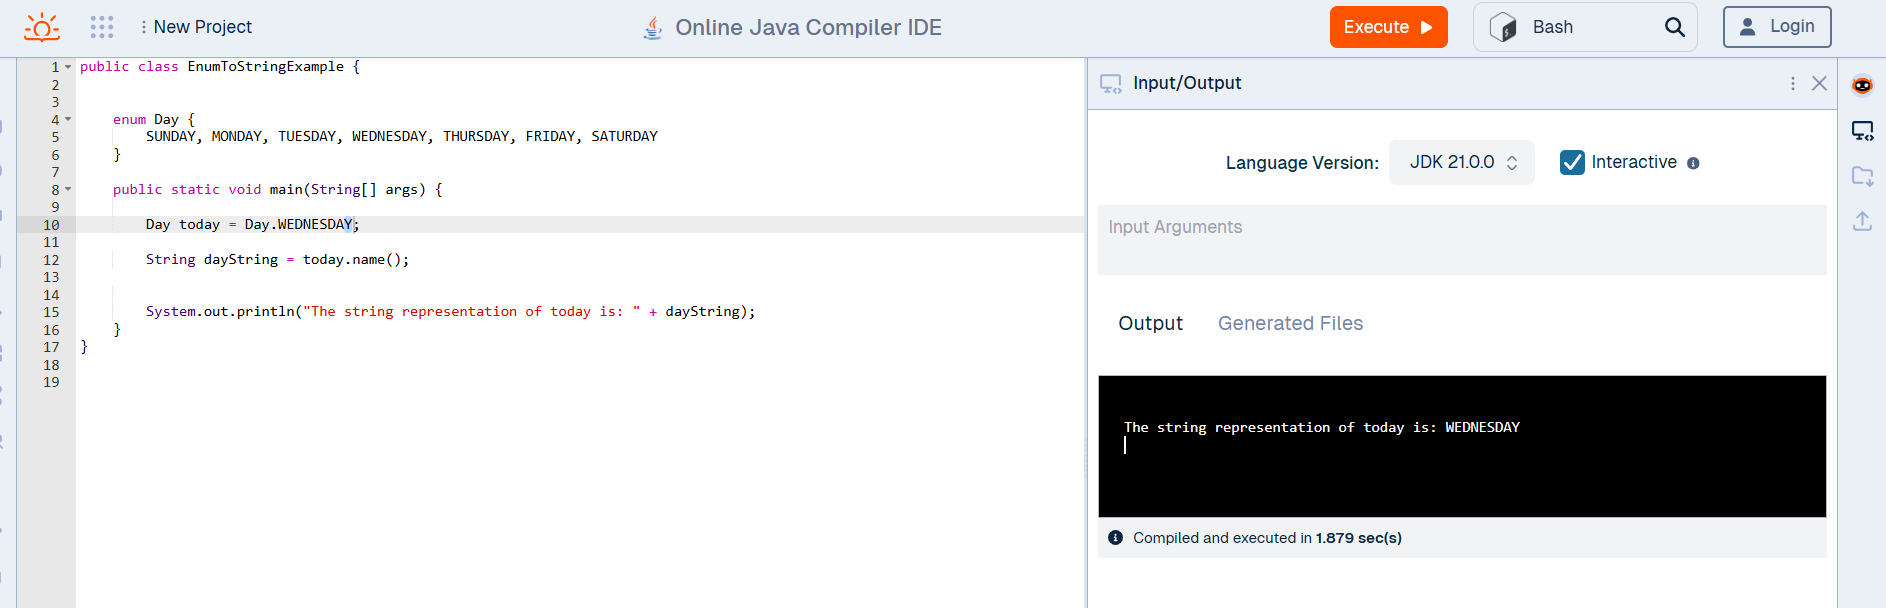 New Project
Online Java Compiler IDE
Execute
Bash
Login
1 public class EnumToStringExample {
2
3
4     enum Day {
5         SUNDAY, MONDAY, TUESDAY, WEDNESDAY, THURSDAY, FRIDAY, SATURDAY
6     }
7
8     public static void main(String[] args) {
9
10         Day today = Day.WEDNESDAY;
11
12         String dayString = today.name();
13
14
15         System.out.println("The string representation of today is: " + dayString);
16     }
17 }
18
19
Input/Output
Language Version: JDK 21.0.0 Interactive
Input Arguments
Output Generated Files
The string representation of today is: WEDNESDAY
Compiled and executed in 1.879 sec(s)